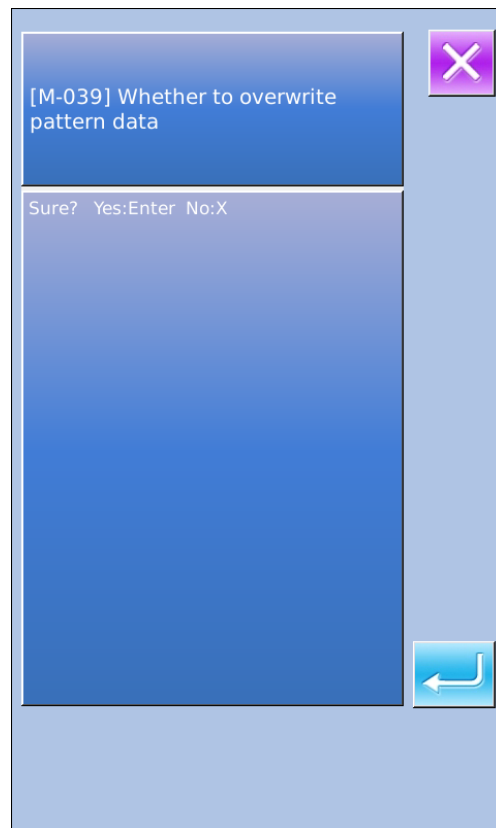 [M-039] Whether to overwrite
pattern data
Sure?   Yes:Enter  No:X